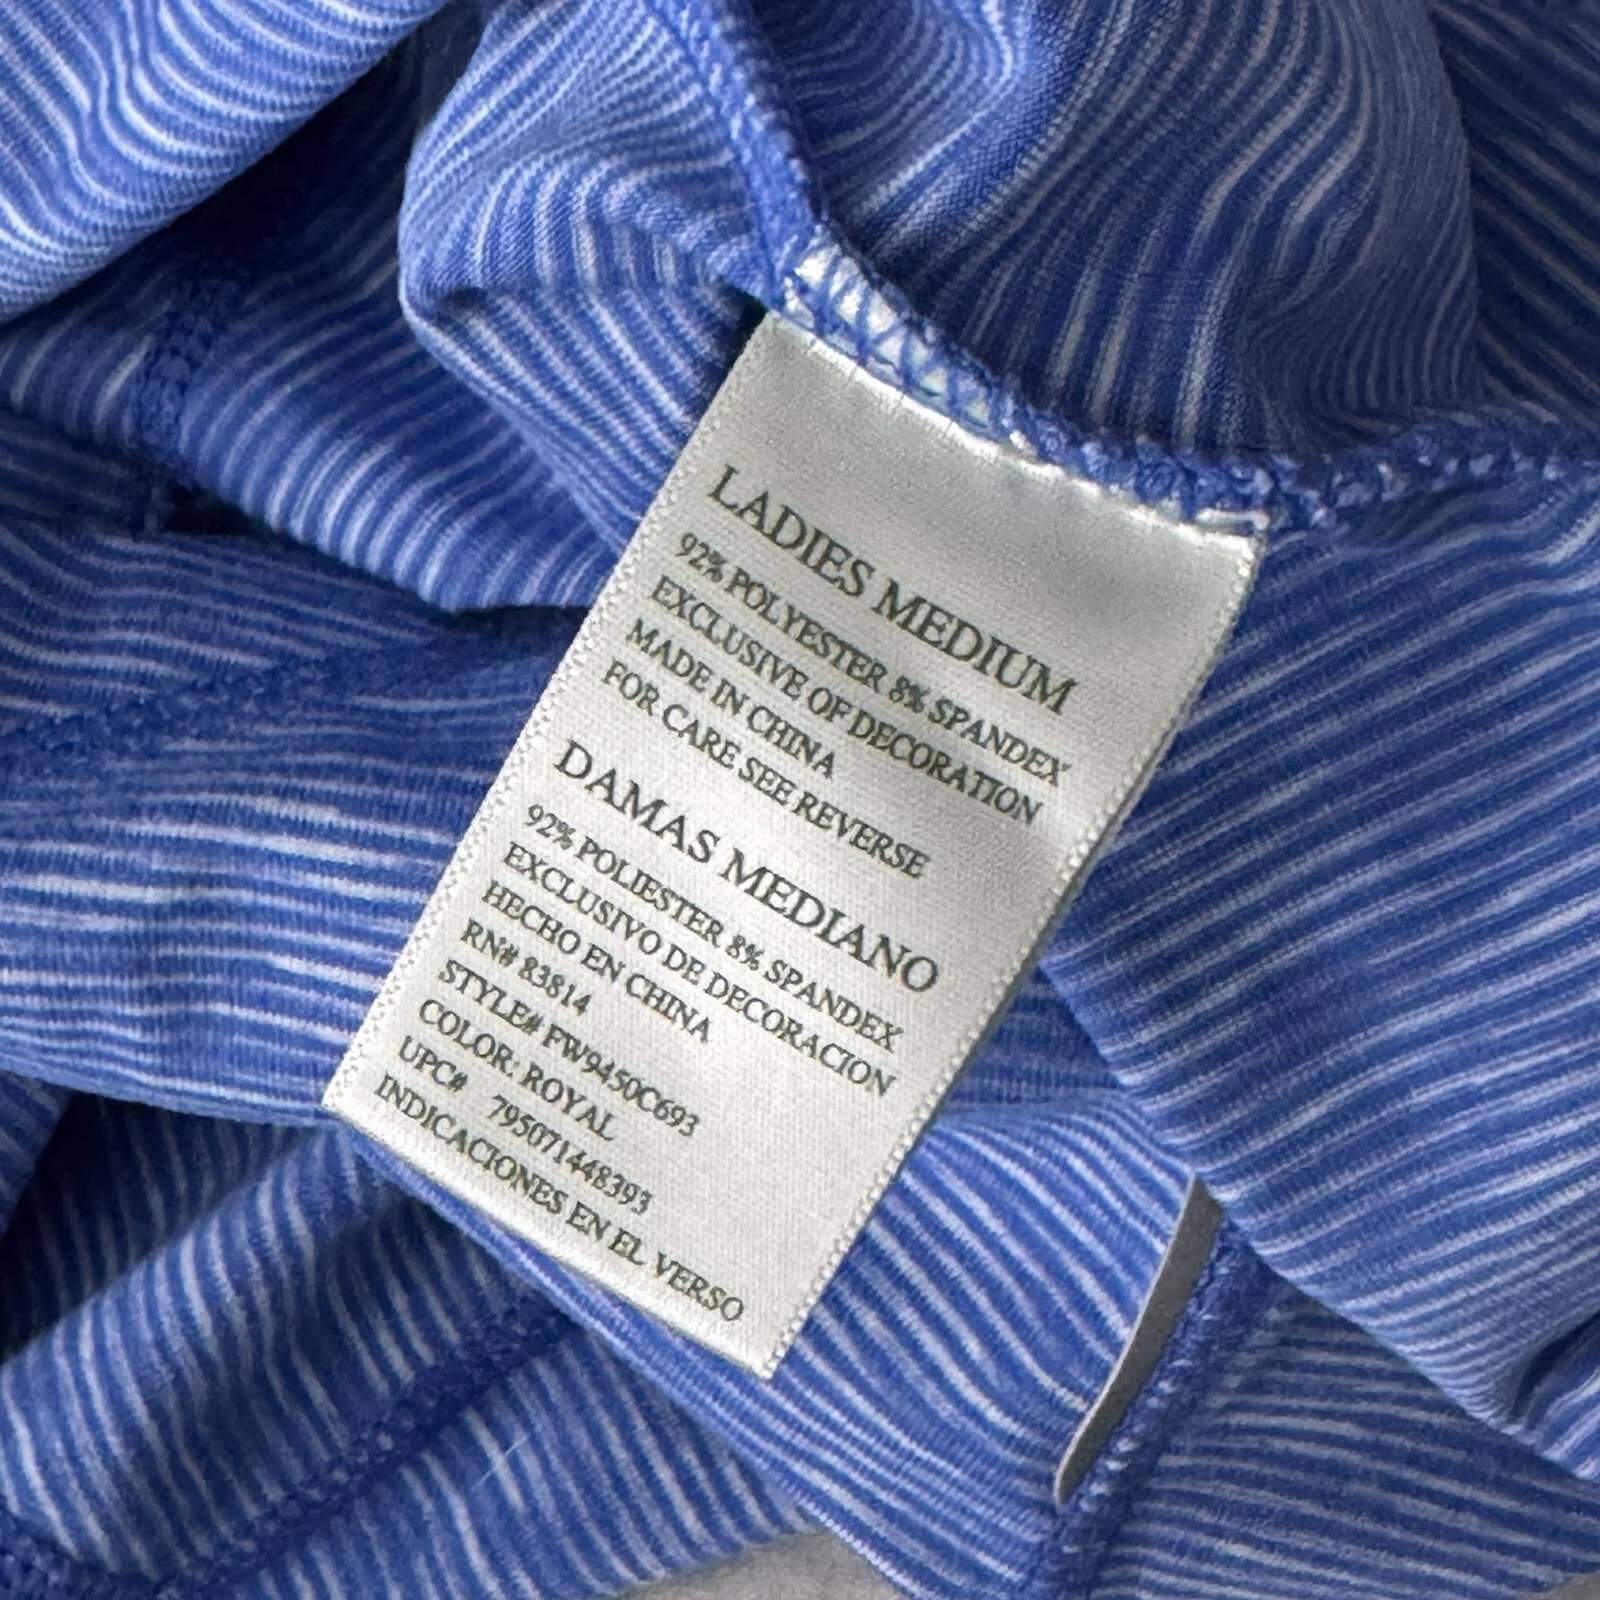 LADIES MEDIUM
92% POLYESTER 8% SPANDEX
EXCLUSIVE OF DECORATION
MADE IN CHINA
FOR CARE SEE REVERSE
DAMAS MEDIANO
92% POLIESTER 8% SPANDEX
EXCLUSIVO DE DECORACION
HECHO EN CHINA
RN# 83814
STYLE# FW9450C693
COLOR: ROYAL
UPC# 795071448393
INDICACIONES EN EL VERSO